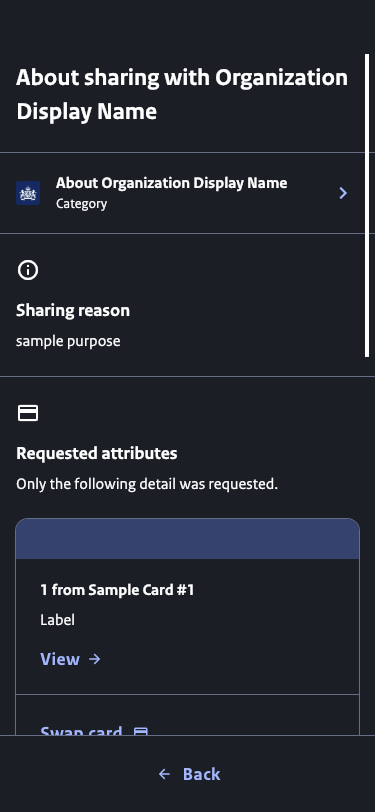 About sharing with Organization
Display Name
About Organization Display Name
Category
Sharing reason
sample purpose
Requested attributes
Only the following detail was requested.
1 from Sample Card #1
Label
View
Swap card
Back